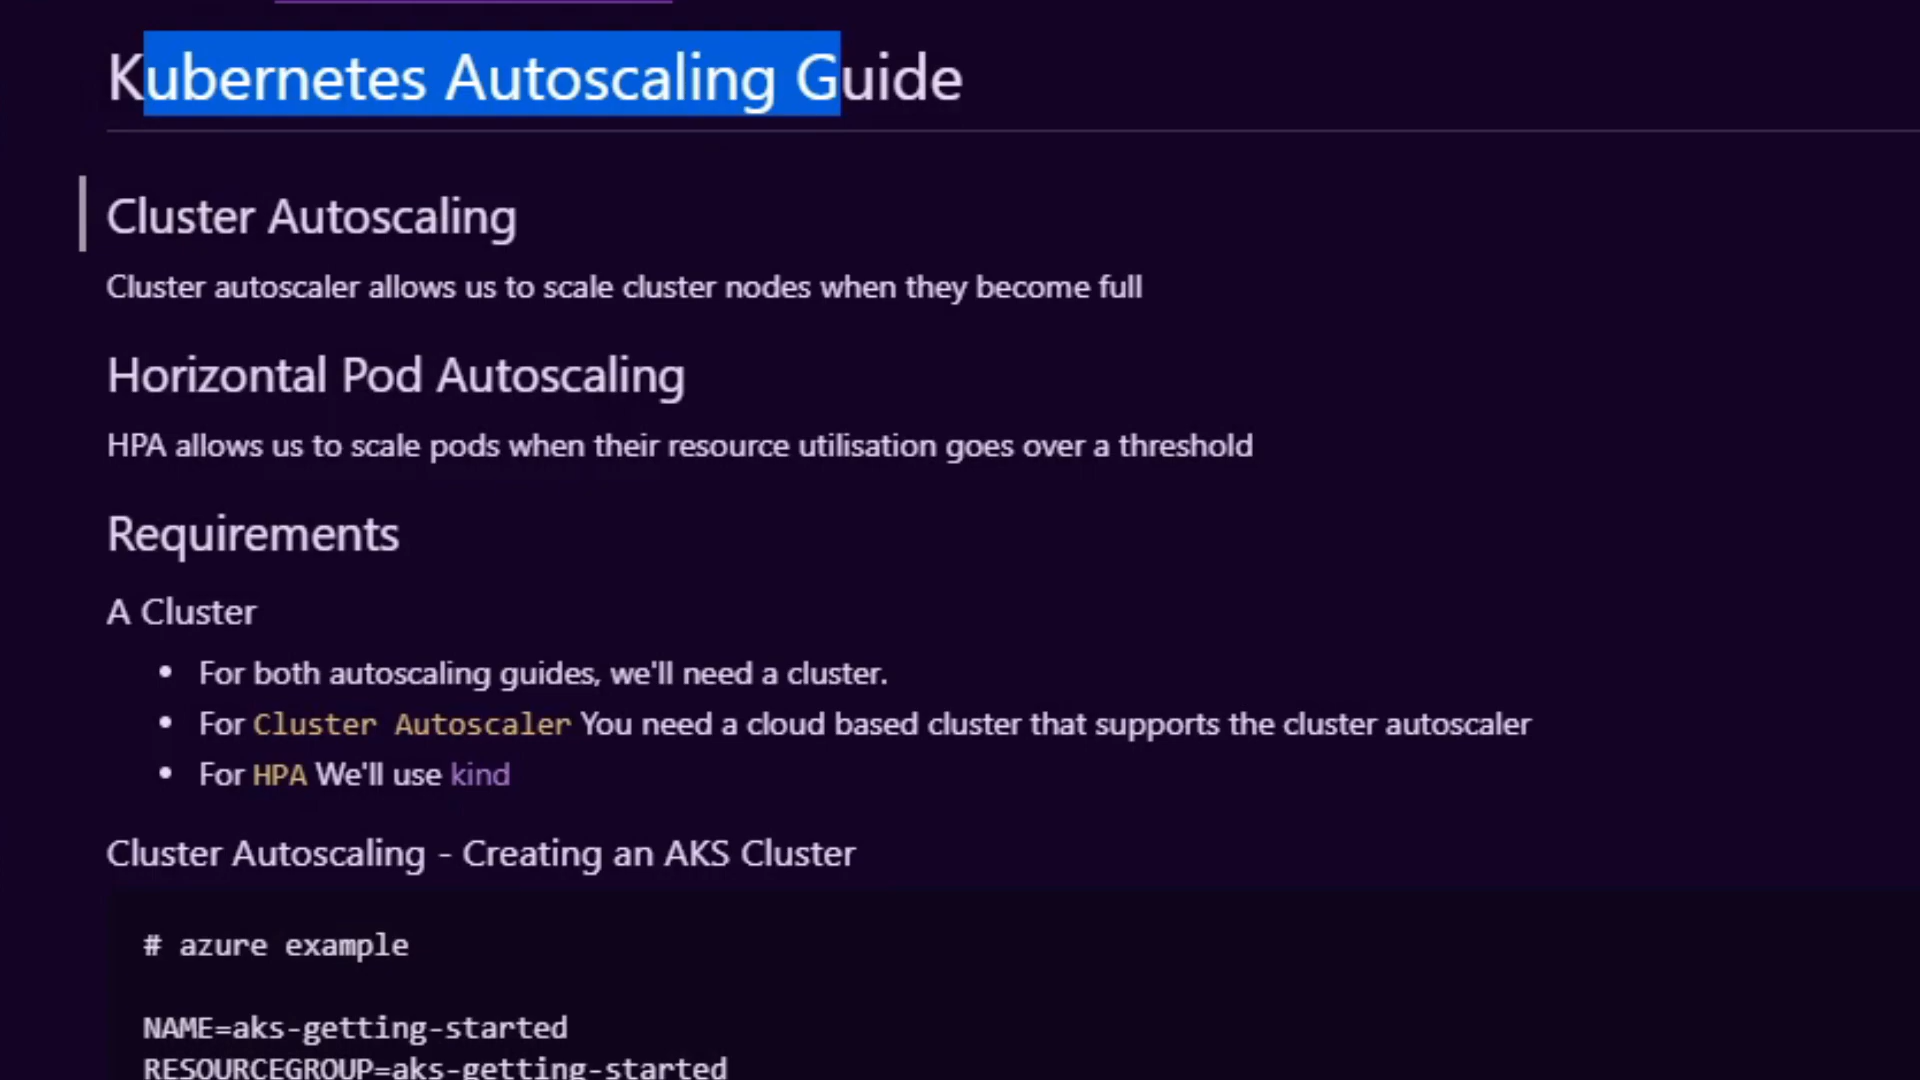 Kubernetes Autoscaling Guide
Cluster Autoscaling
Cluster autoscaler allows us to scale cluster nodes when they become full
Horizontal Pod Autoscaling
HPA allows us to scale pods when their resource utilisation goes over a threshold
Requirements
A Cluster
• For both autoscaling guides, we'll need a cluster.
• For Cluster Autoscaler You need a cloud based cluster that supports the cluster autoscaler
• For HPA We'll use kind
Cluster Autoscaling - Creating an AKS Cluster
# azure example
NAME=aks-getting-started
RESOURCEGROUP=aks-getting-started